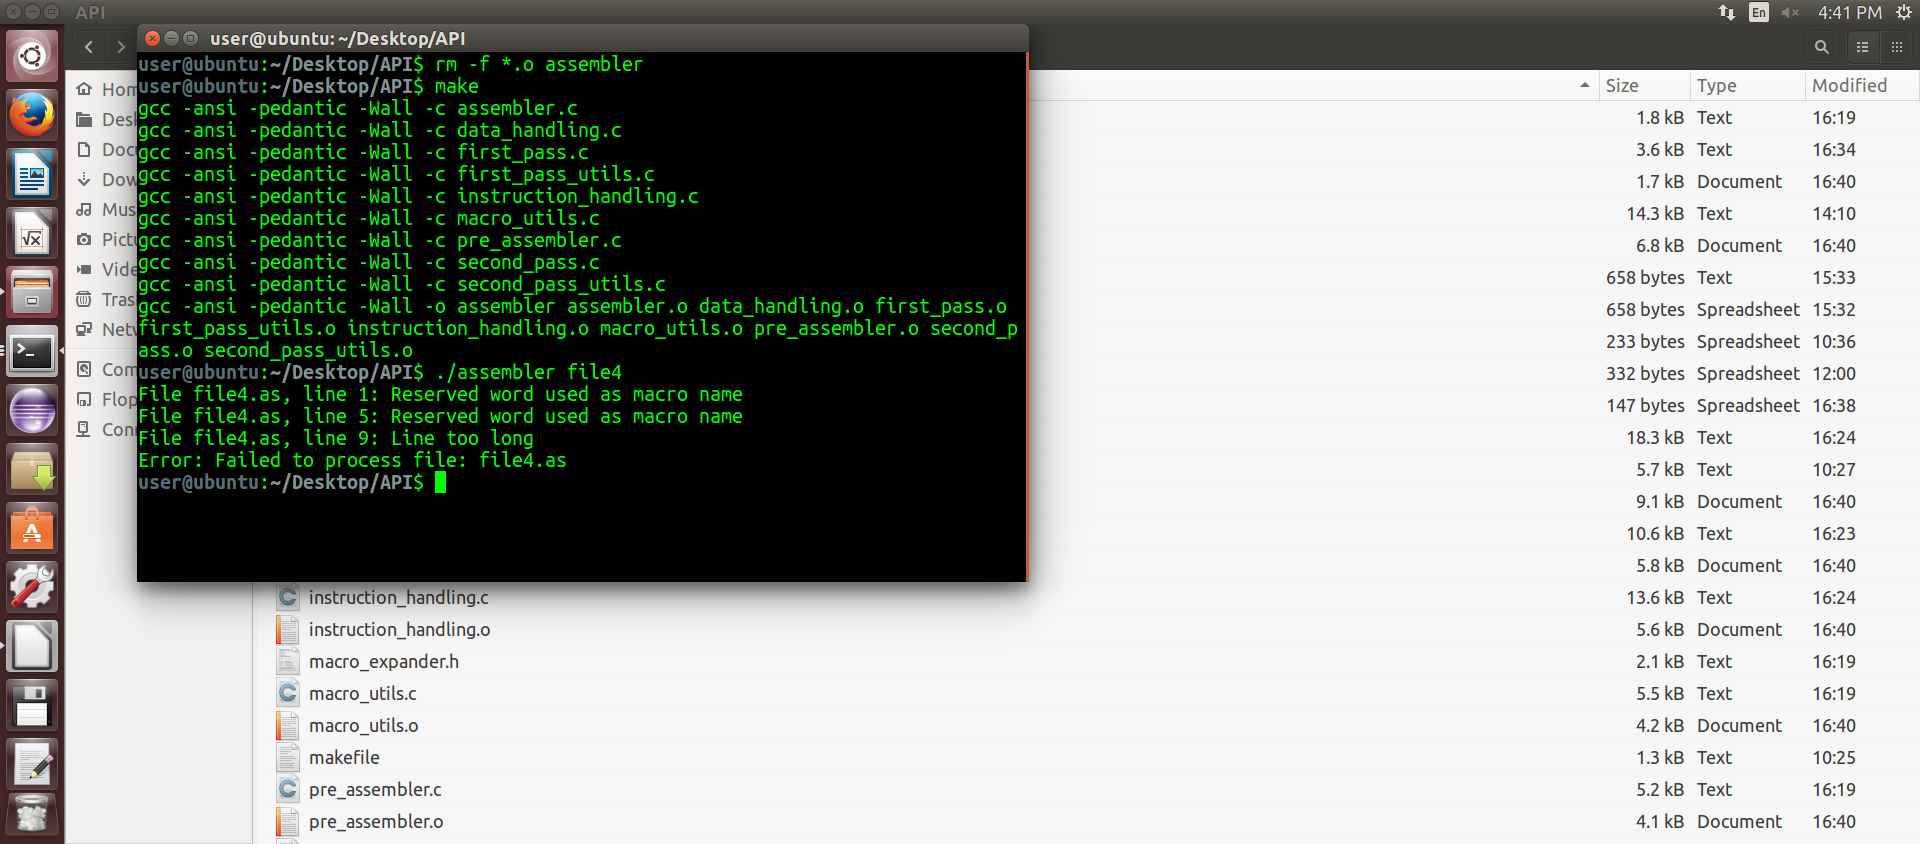 API
En
4:41 PM
user@ubuntu: ~/Desktop/API
user@ubuntu:~/Desktop/API$ rm -f *.o assembler
user@ubuntu:~/Desktop/API$ make
gcc -ansi -pedantic -Wall -c assembler.c
gcc -ansi -pedantic -Wall -c data_handling.c
gcc -ansi -pedantic -Wall -c first_pass.c
gcc -ansi -pedantic -Wall -c first_pass_utils.c
gcc -ansi -pedantic -Wall -c instruction_handling.c
gcc -ansi -pedantic -Wall -c macro_utils.c
gcc -ansi -pedantic -Wall -c pre_assembler.c
gcc -ansi -pedantic -Wall -c second_pass.c
gcc -ansi -pedantic -Wall -c second_pass_utils.c
gcc -ansi -pedantic -Wall -o assembler assembler.o data_handling.o first_pass.o
first_pass_utils.o instruction_handling.o macro_utils.o pre_assembler.o second_p
ass.o second_pass_utils.o
user@ubuntu:~/Desktop/API$ ./assembler file4
File file4.as, line 1: Reserved word used as macro name
File file4.as, line 5: Reserved word used as macro name
File file4.as, line 9: Line too long
Error: Failed to process file: file4.as
user@ubuntu:~/Desktop/API$
Hom
Desk
Docu
Dow
Mus
Pictu
Vide
Tras
Netw
Com
Flop
Conn
Size Type Modified
1.8 kB Text 16:19
3.6 kB Text 16:34
1.7 kB Document 16:40
14.3 kB Text 14:10
6.8 kB Document 16:40
658 bytes Text 15:33
658 bytes Spreadsheet 15:32
233 bytes Spreadsheet 10:36
332 bytes Spreadsheet 12:00
147 bytes Spreadsheet 16:38
18.3 kB Text 16:24
5.7 kB Text 10:27
9.1 kB Document 16:40
10.6 kB Text 16:23
5.8 kB Document 16:40
instruction_handling.c 13.6 kB Text 16:24
instruction_handling.o 5.6 kB Document 16:40
macro_expander.h 2.1 kB Text 16:19
macro_utils.c 5.5 kB Text 16:19
macro_utils.o 4.2 kB Document 16:40
makefile 1.3 kB Text 10:25
pre_assembler.c 5.2 kB Text 16:19
pre_assembler.o 4.1 kB Document 16:40